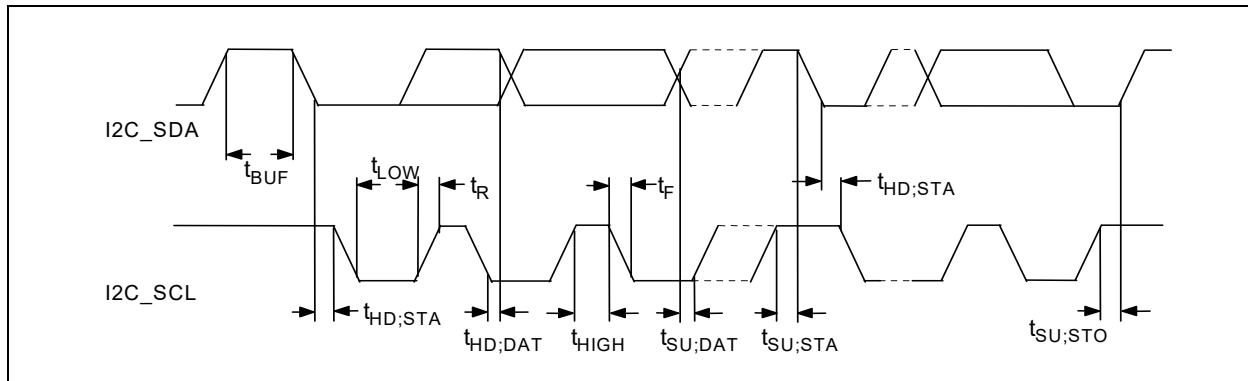 I2C_SDA
tBUF
tLOW
tR
tF
tHD;STA
I2C_SCL
tHD;STA
tHD;DAT
tHIGH
tSU;DAT
tSU;STA
tSU;STO